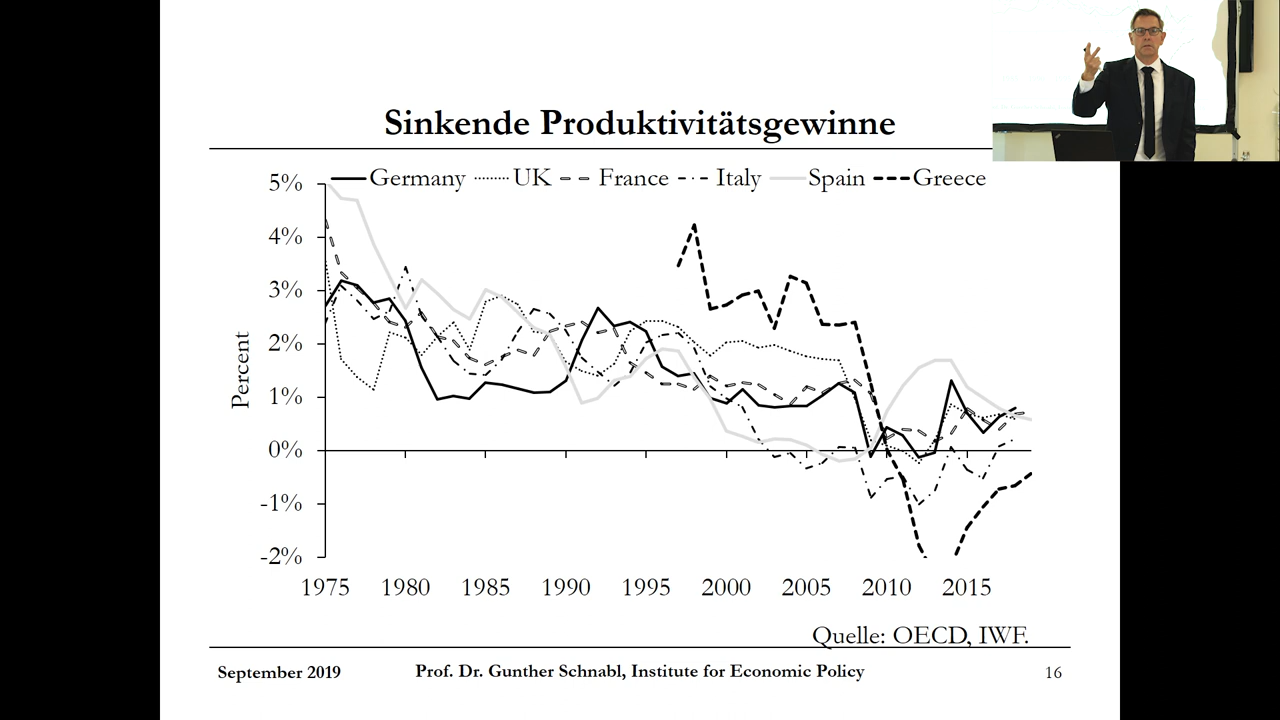 Sinkende Produktivitätsgewinne
Germany UK France Italy Spain Greece
5%
4%
3%
2%
1%
0%
-1%
-2%
Percent
1975 1980 1985 1990 1995 2000 2005 2010 2015
Quelle: OECD, IWF.
September 2019 Prof. Dr. Gunther Schnabl, Institute for Economic Policy 16